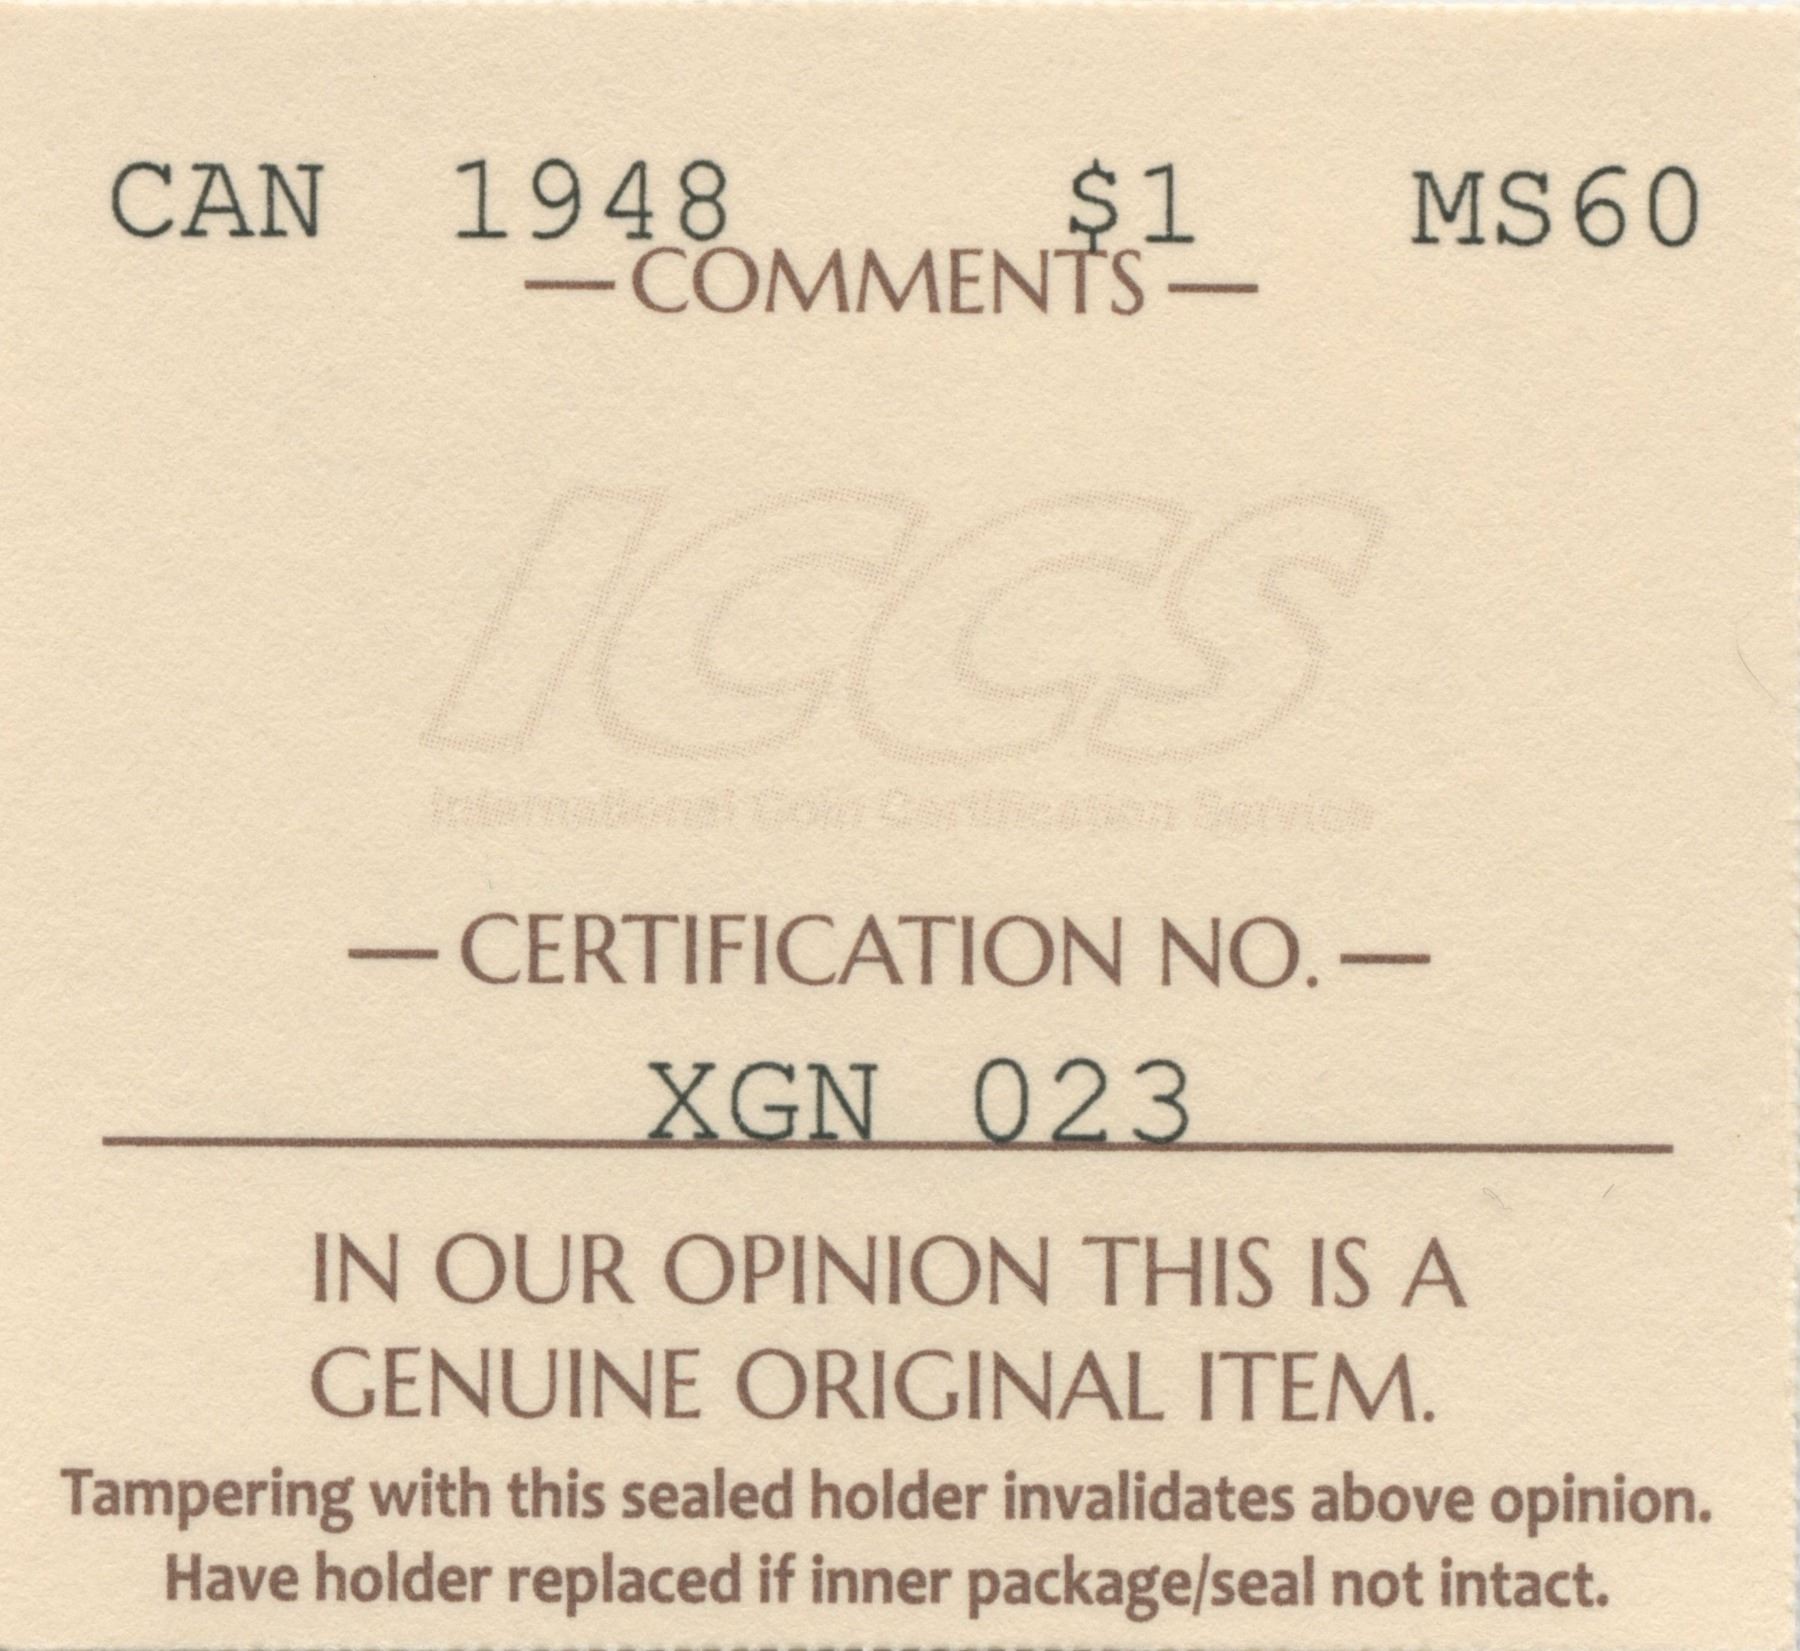 CAN 1948 $1 MS60
—COMMENTS—
ICCS
International Coin Certification Service
—CERTIFICATION NO.—
XGN 023
IN OUR OPINION THIS IS A
GENUINE ORIGINAL ITEM.
Tampering with this sealed holder invalidates above opinion.
Have holder replaced if inner package/seal not intact.